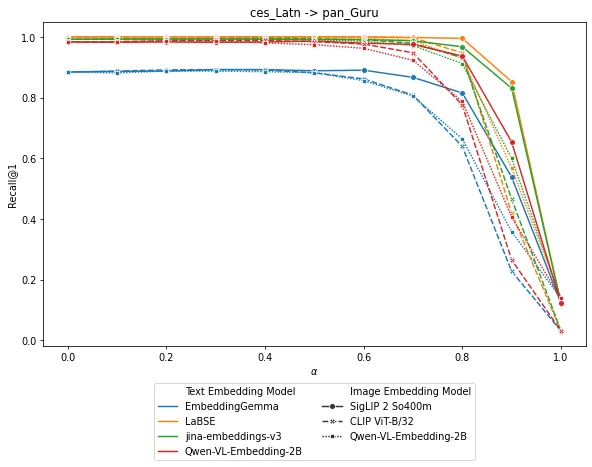 ces_Latn -> pan_Guru
Recall@1
1.0
0.8
0.6
0.4
0.2
0.0
0.0 0.2 0.4 0.6 0.8 1.0
α
Text Embedding Model
EmbeddingGemma
LaBSE
jina-embeddings-v3
Qwen-VL-Embedding-2B
Image Embedding Model
SigLIP 2 So400m
CLIP ViT-B/32
Qwen-VL-Embedding-2B